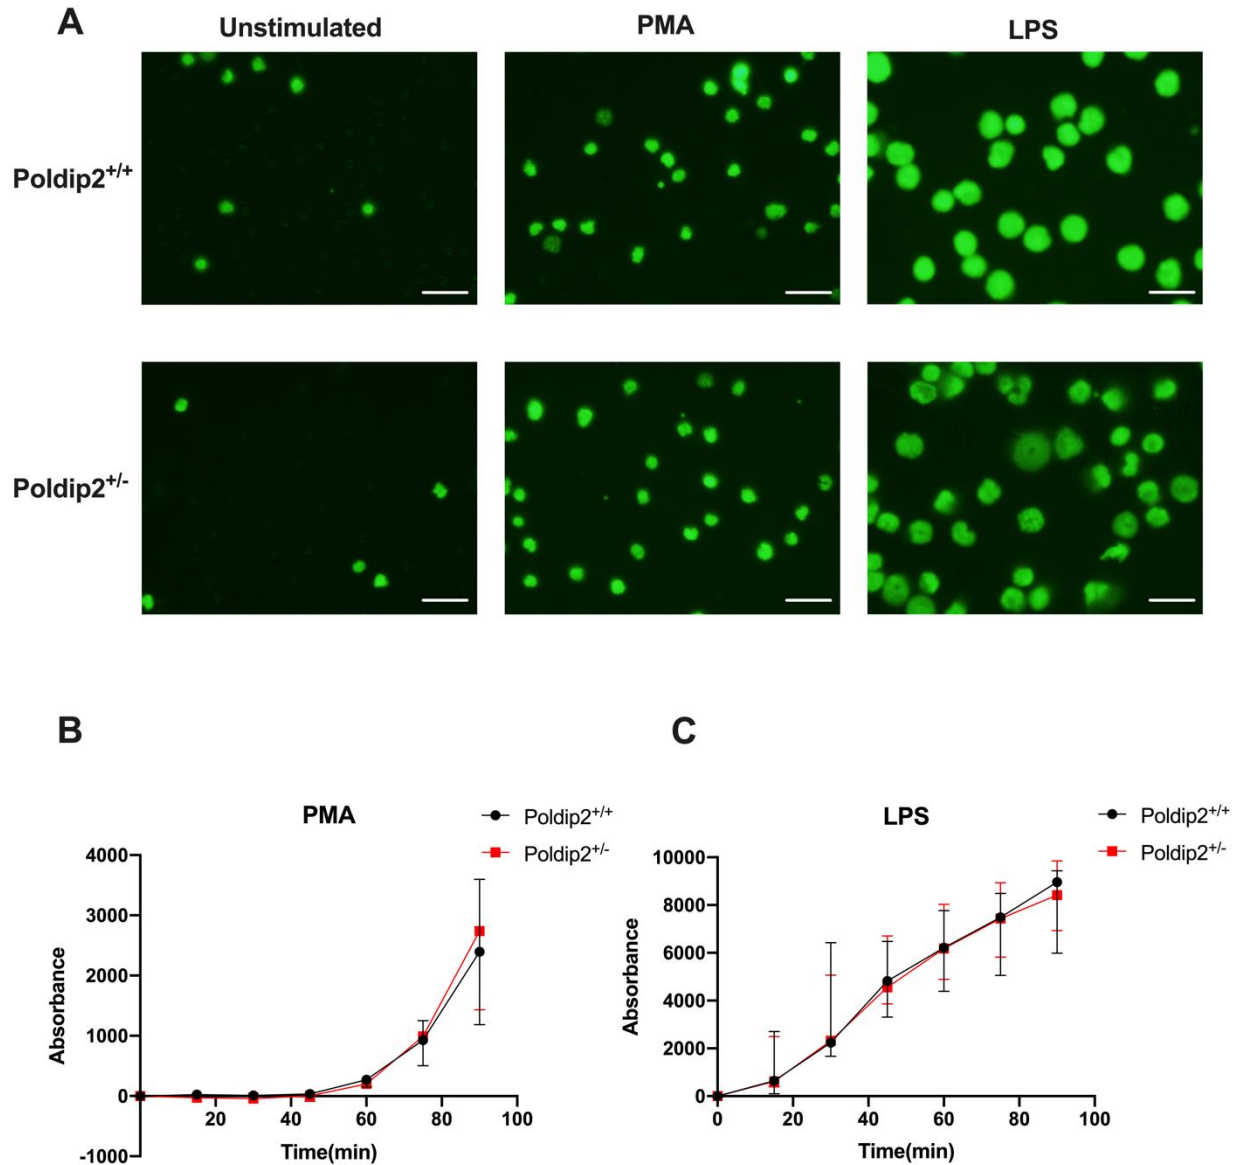 A
Unstimulated PMA LPS
Poldip2+/+
Poldip2+/-
B
PMA
Poldip2+/+
Poldip2+/-
4000
3000
2000
1000
0
-1000
Absorbance
20 40 60 80 100
Time(min)
C
LPS
Poldip2+/+
Poldip2+/-
10000
8000
6000
4000
2000
0
Absorbance
0 20 40 60 80 100
Time(min)